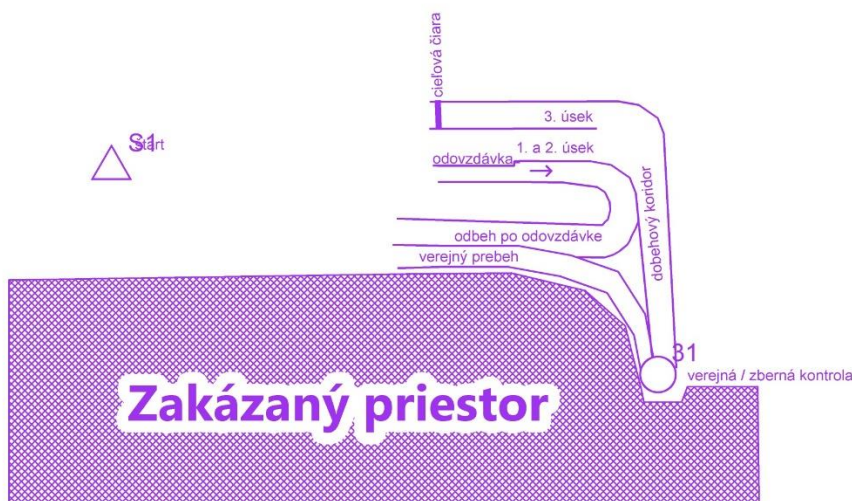 cieľová čiara
3. úsek
S1
štart
1. a 2. úsek
odovzdávka
→
dobehový koridor
odbeh po odovzdávke
verejný prebeh
31
verejná / zberná kontrola
Zakázaný priestor